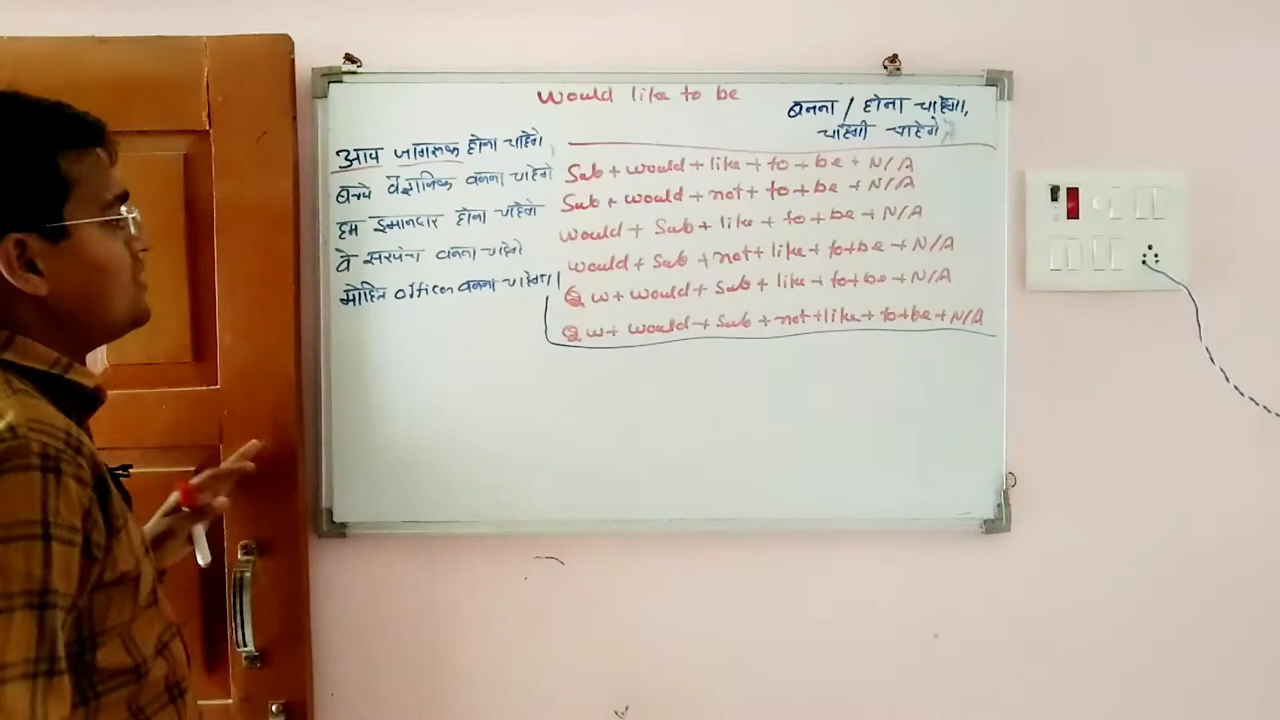 would like to be
बनना / होना चाहेगा,
चाहेगी चाहेगे
आप जागरूक होना चाहेगे
बच्चे वैज्ञानिक बनना चाहेगे
हम ईमानदार होना चाहेगे
वे सरपंच बनना चाहेगे
मोहित officer बनना चाहेगा।
Sub + would + like + to + be + N/A
Sub + would + not + to + be + N/A
would + Sub + like + to + be + N/A
would + Sub + not + like + to + be + N/A
Q w + would + Sub + like + to + be + N/A
Q w + would + Sub + not + like + to + be + N/A